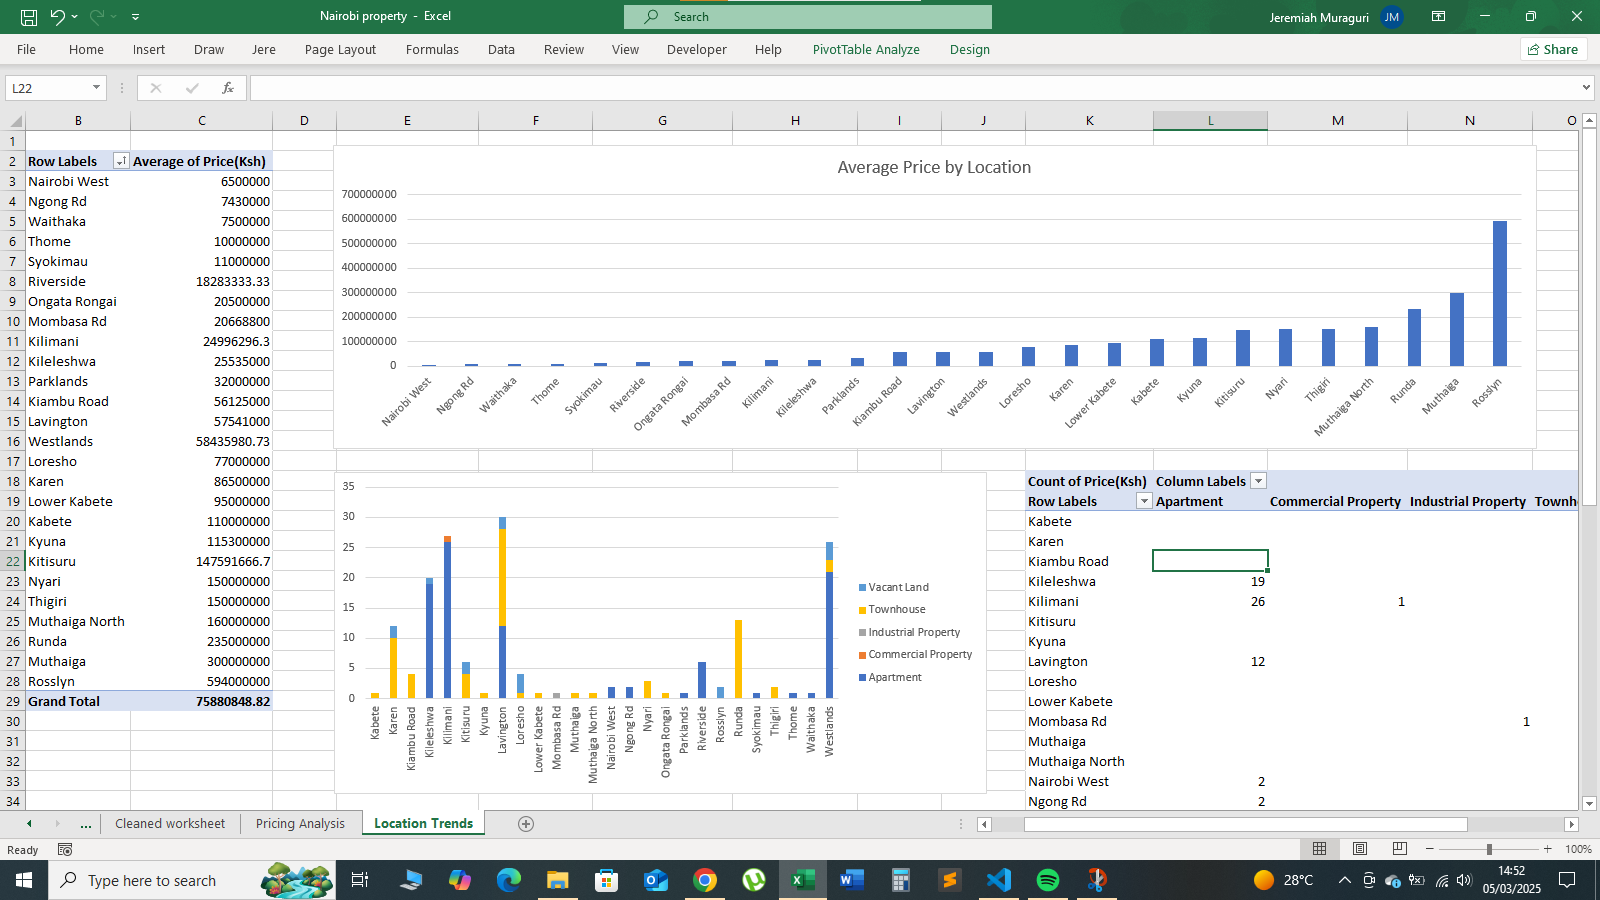 Nairobi property - Excel
Search
Jeremiah Muraguri
JM
File Home Insert Draw Jere Page Layout Formulas Data Review View Developer Help PivotTable Analyze Design
Share
L22
fx
B C D E F G H I J K L M N O
1
2 Row Labels Average of Price(Ksh)
3 Nairobi West 6500000
4 Ngong Rd 7430000
5 Waithaka 7500000
6 Thome 10000000
7 Syokimau 11000000
8 Riverside 18283333.33
9 Ongata Rongai 20500000
10 Mombasa Rd 20668800
11 Kilimani 24996296.3
12 Kileleshwa 25535000
13 Parklands 32000000
14 Kiambu Road 56125000
15 Lavington 57541000
16 Westlands 58435980.73
17 Loresho 77000000
18 Karen 86500000
19 Lower Kabete 95000000
20 Kabete 110000000
21 Kyuna 115300000
22 Kitisuru 147591666.7
23 Nyari 150000000
24 Thigiri 150000000
25 Muthaiga North 160000000
26 Runda 235000000
27 Muthaiga 300000000
28 Rosslyn 594000000
29 Grand Total 75880848.82
30
31
32
33
34
Average Price by Location
700000000
600000000
500000000
400000000
300000000
200000000
100000000
0
Nairobi West Ngong Rd Waithaka Thome Syokimau Riverside Ongata Rongai Mombasa Rd Kilimani Kileleshwa Parklands Kiambu Road Lavington Westlands Loresho Karen Lower Kabete Kabete Kyuna Kitisuru Nyari Thigiri Muthaiga North Runda Muthaiga Rosslyn
35
30
25
20
15
10
5
0
Kabete Karen Kiambu Road Kileleshwa Kilimani Kitisuru Kyuna Lavington Loresho Lower Kabete Mombasa Rd Muthaiga Muthaiga North Nairobi West Ngong Rd Nyari Ongata Rongai Parklands Riverside Rosslyn Runda Syokimau Thigiri Thome Waithaka Westlands
Vacant Land
Townhouse
Industrial Property
Commercial Property
Apartment
Count of Price(Ksh) Column Labels
Row Labels Apartment Commercial Property Industrial Property Townh
Kabete
Karen
Kiambu Road
Kileleshwa 19
Kilimani 26 1
Kitisuru
Kyuna
Lavington 12
Loresho
Lower Kabete
Mombasa Rd 1
Muthaiga
Muthaiga North
Nairobi West 2
Ngong Rd 2
... Cleaned worksheet Pricing Analysis Location Trends
Ready
100%
Type here to search
28°C
14:52
05/03/2025